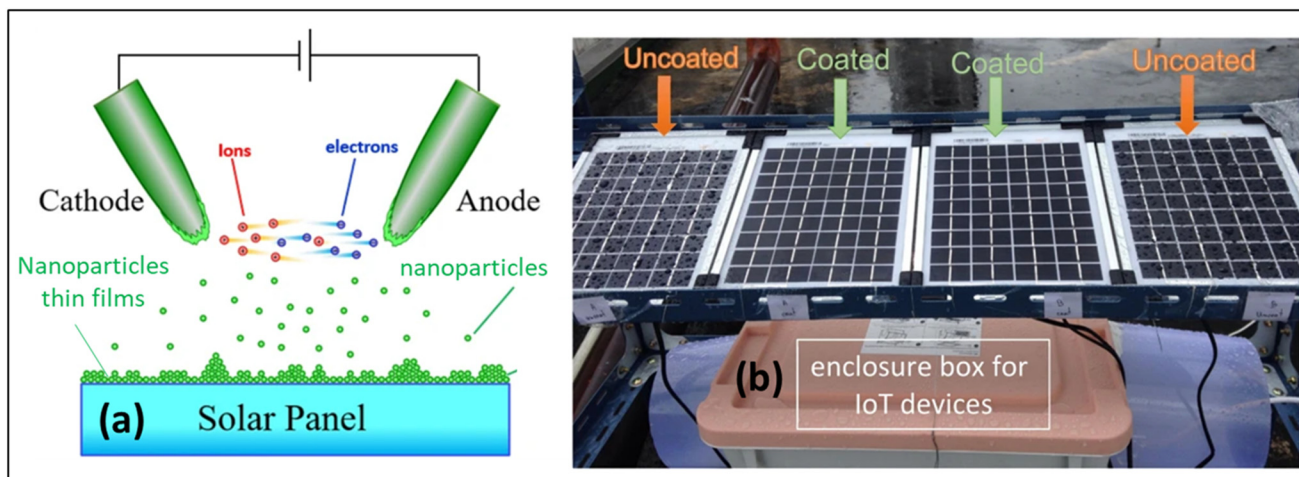 Ions
electrons
Cathode
Anode
Nanoparticles
thin films
nanoparticles
(a)
Solar Panel
Uncoated
Coated
Coated
Uncoated
A
A
B
coat
B
(b)
enclosure box for
IoT devices